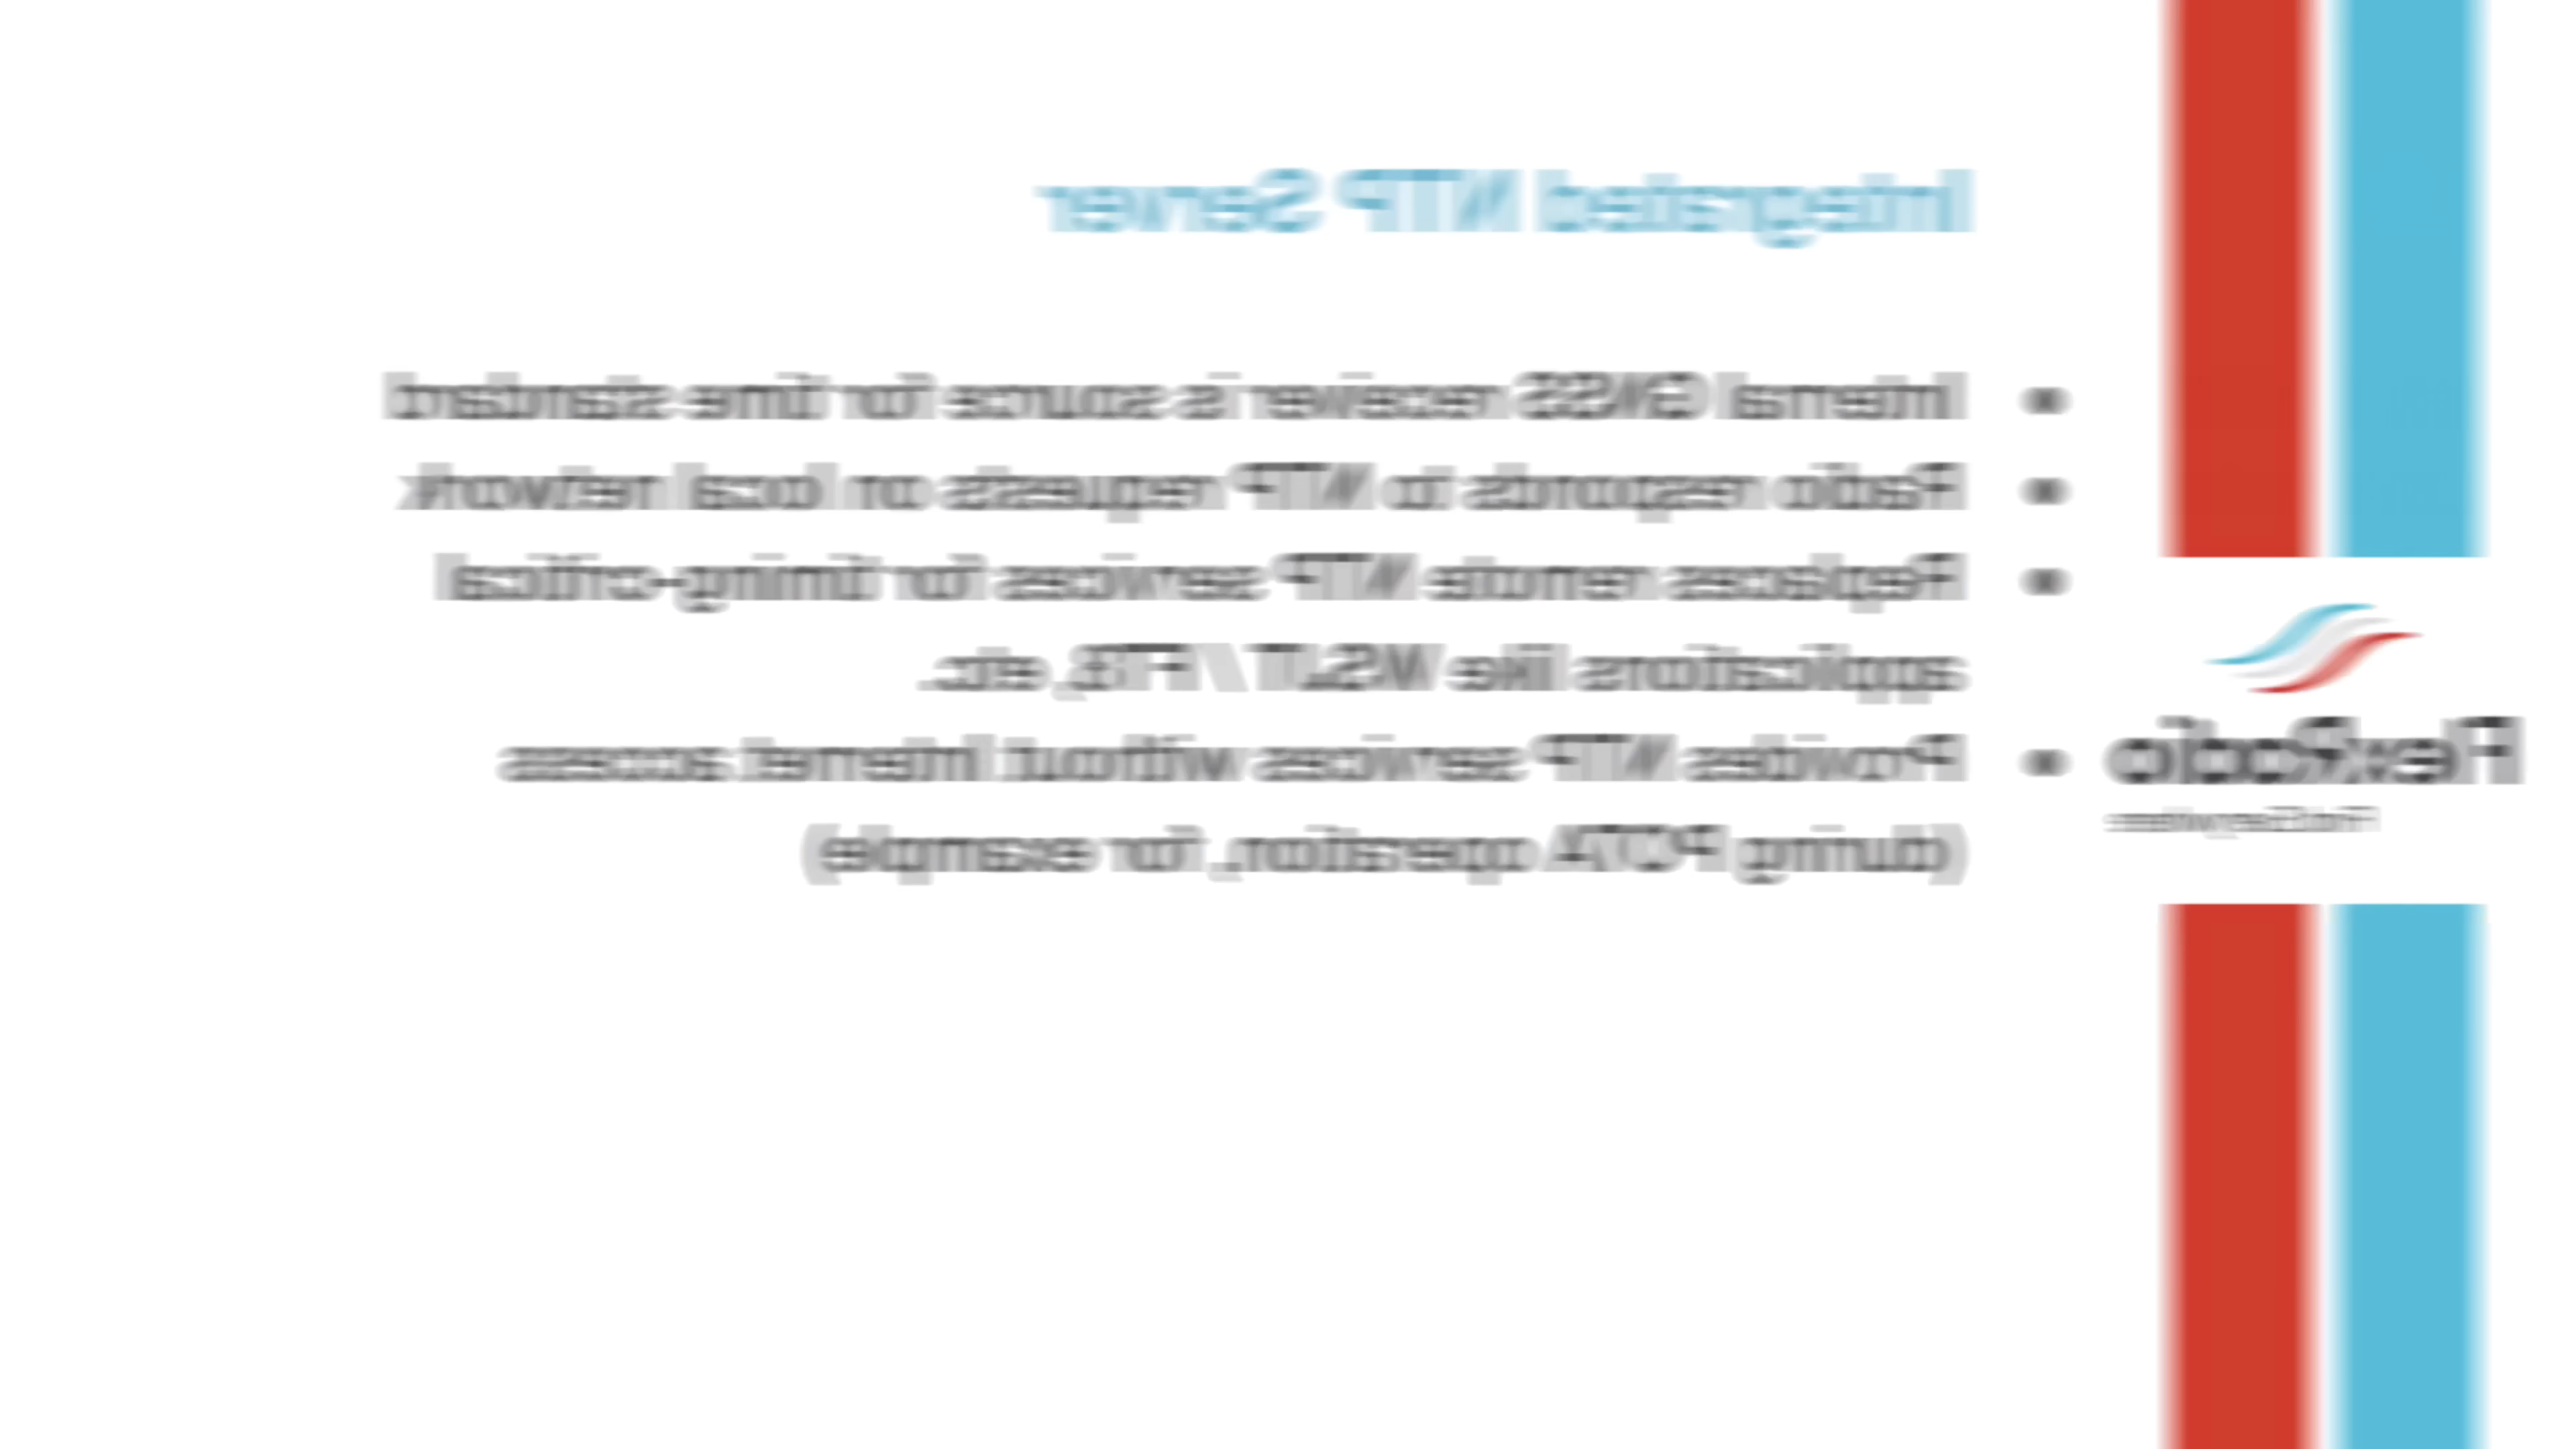 Integrated NTP Server
• Internal GNSS receiver is source for time standard
• Radio responds to NTP requests on local network
• Replaces remote NTP services for timing-critical
applications like WSJT / FT8, etc.
• Provides NTP services without Internet access
(during POTA operation, for example)
FlexRadio